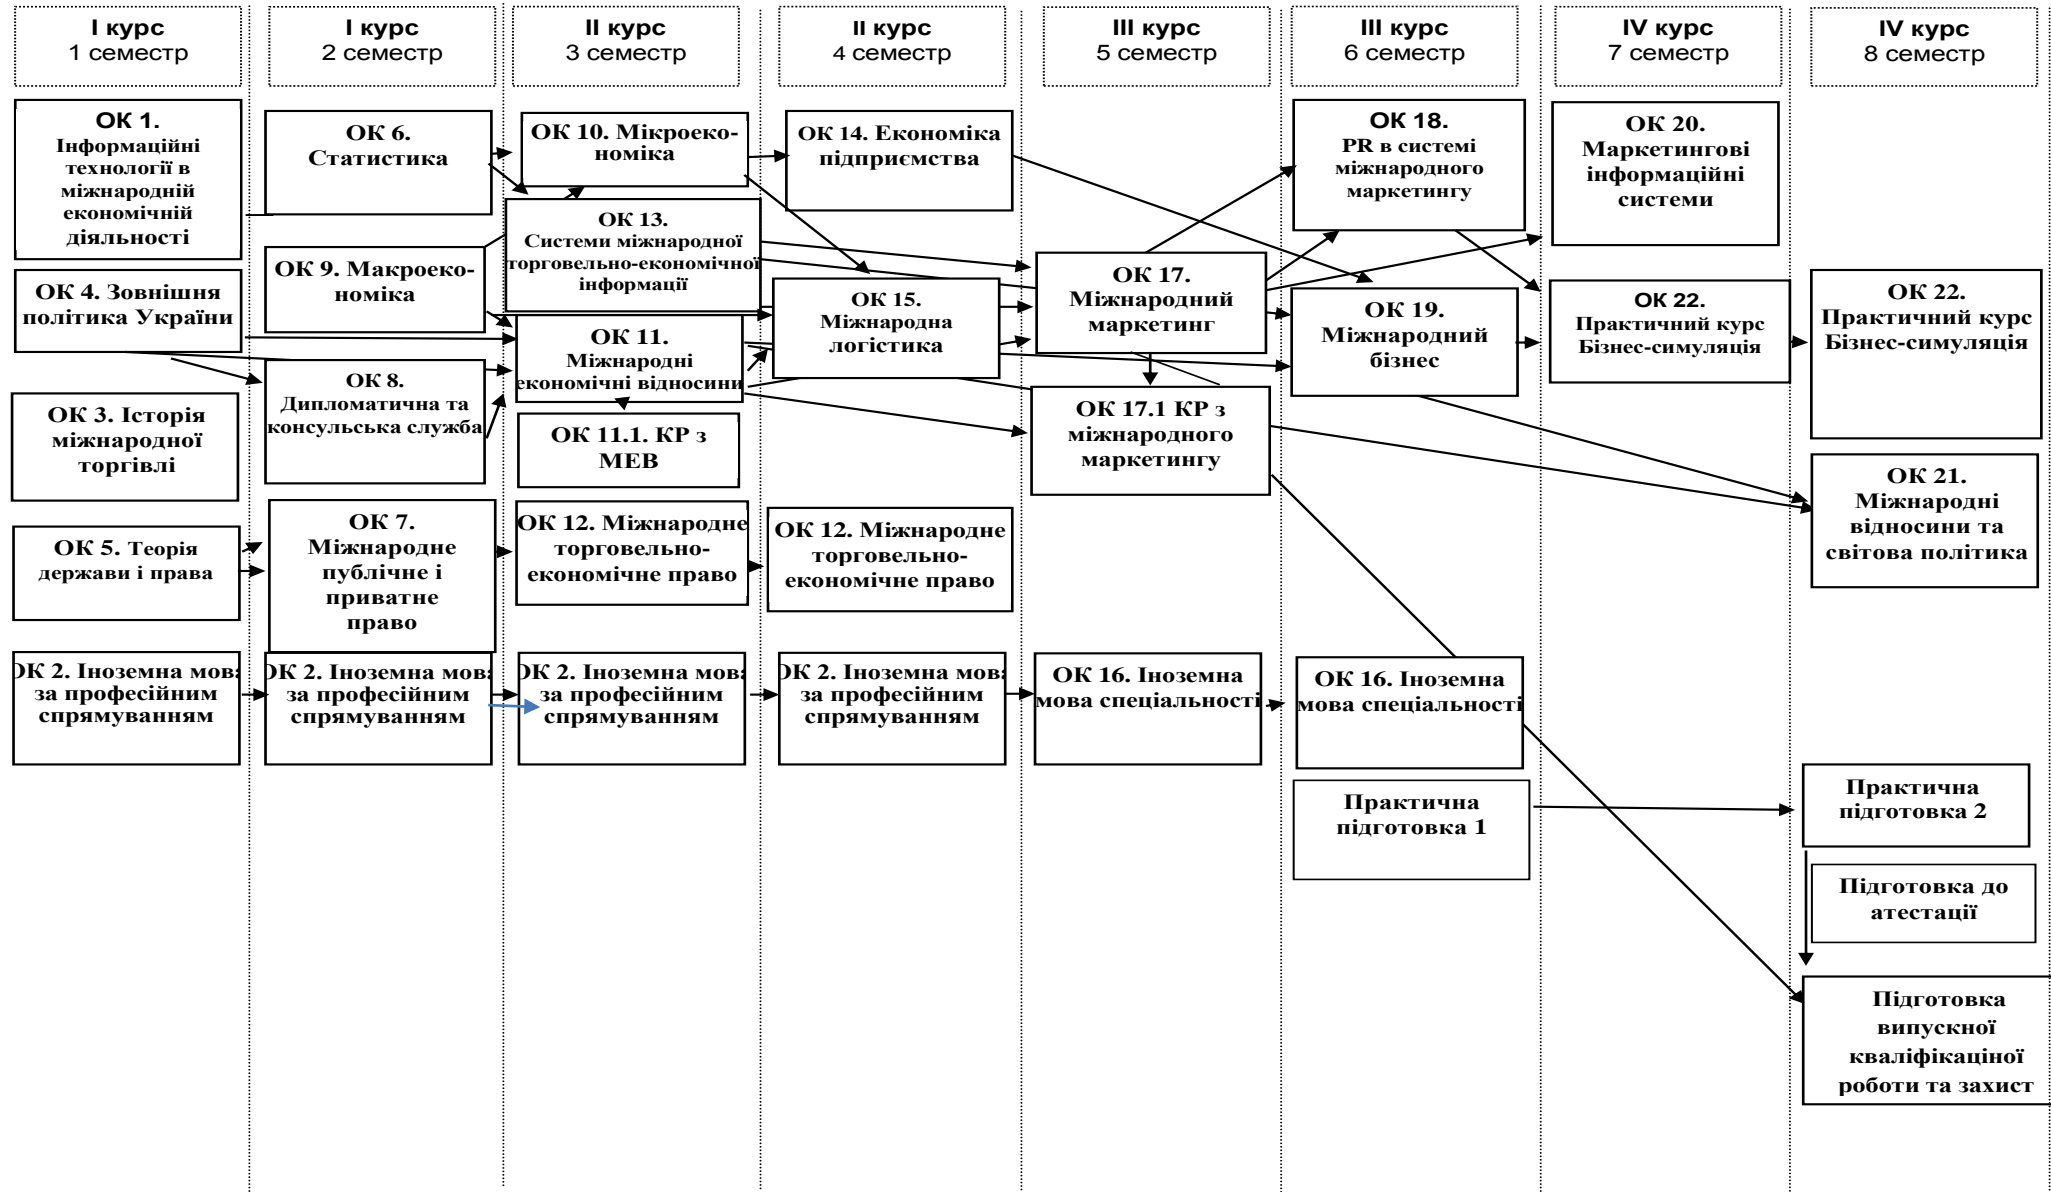 I курс
1 семестр
I курс
2 семестр
II курс
3 семестр
II курс
4 семестр
III курс
5 семестр
III курс
6 семестр
IV курс
7 семестр
IV курс
8 семестр
ОК 1.
Інформаційні
технології в
міжнародній
економічній
діяльності
ОК 4. Зовнішня
політика України
ОК 3. Історія
міжнародної
торгівлі
ОК 5. Теорія
держави і права
ОК 2. Іноземна мова
за професійним
спрямуванням
ОК 6.
Статистика
ОК 9. Макроеко-
номіка
ОК 8.
Дипломатична та
консульська служба
ОК 7.
Міжнародне
публічне і
приватне
право
ОК 2. Іноземна мова
за професійним
спрямуванням
ОК 10. Мікроеко-
номіка
ОК 13.
Системи міжнародної
торговельно-економічної
інформації
ОК 11.
Міжнародні
економічні відносини
ОК 11.1. КР з
МЕВ
ОК 12. Міжнародне
торговельно-
економічне право
ОК 2. Іноземна мова
за професійним
спрямуванням
ОК 14. Економіка
підприємства
ОК 15.
Міжнародна
логістика
ОК 12. Міжнародне
торговельно-
економічне право
ОК 2. Іноземна мова
за професійним
спрямуванням
ОК 17.
Міжнародний
маркетинг
ОК 17.1 КР з
міжнародного
маркетингу
ОК 16. Іноземна
мова спеціальності
ОК 18.
PR в системі
міжнародного
маркетингу
ОК 19.
Міжнародний
бізнес
ОК 16. Іноземна
мова спеціальності
Практична
підготовка 1
ОК 20.
Маркетингові
інформаційні
системи
ОК 22.
Практичний курс
Бізнес-симуляція
ОК 22.
Практичний курс
Бізнес-симуляція
ОК 21.
Міжнародні
відносини та
світова політика
Практична
підготовка 2
Підготовка до
атестації
Підготовка
випускної
кваліфікаціної
роботи та захист